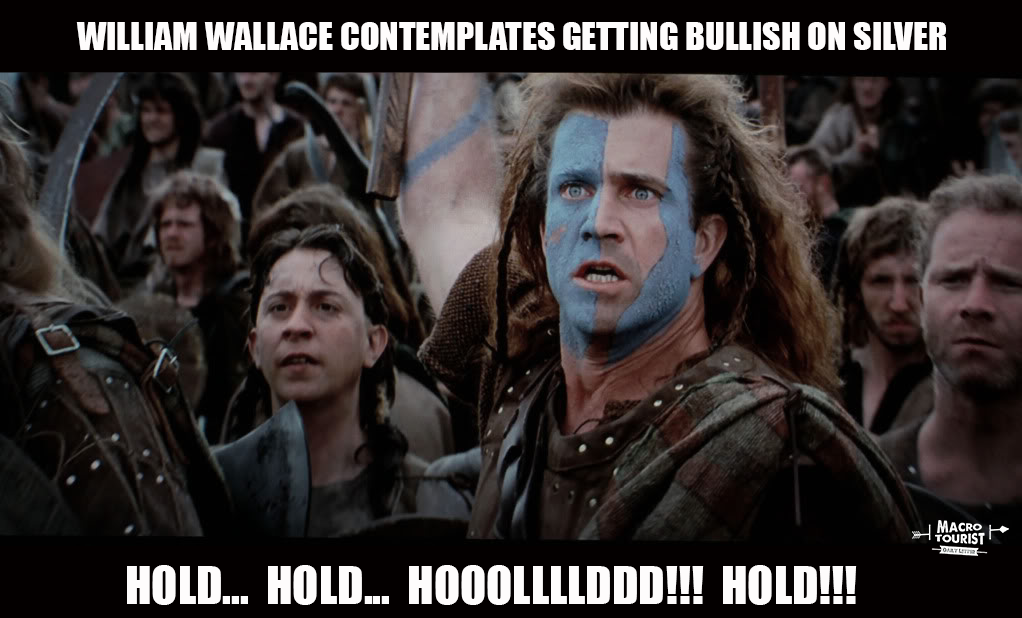 WILLIAM WALLACE CONTEMPLATES GETTING BULLISH ON SILVER
MACRO
TOURIST
DAILY LETTER
HOLD... HOLD... HOOOLLLLDDD!!! HOLD!!!